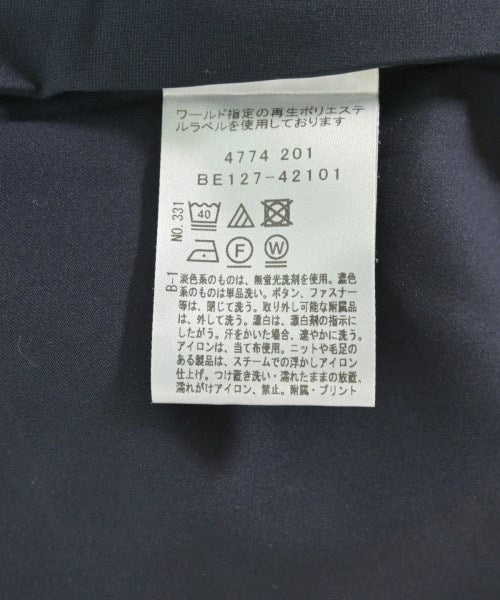 ワールド指定の再生ポリエステ
ルラベルを使用しております
4774 201
BE127-42101
NO.331
40
F W
B-1
淡色系のものは、無蛍光洗剤を使用。濃色
系のものは単品洗い。ボタン、ファスナー
等は、閉じて洗う。取り外し可能な附属品
は、外して洗う。漂白は、漂白剤の指示に
したがう。汗をかいた場合、速やかに洗う。
アイロンは、当て布使用。ニットや毛足の
ある製品は、スチームでの浮かしアイロン
仕上げ。つけ置き洗い・濡れたままの放置、
濡れがけアイロン、禁止。附属・プリント